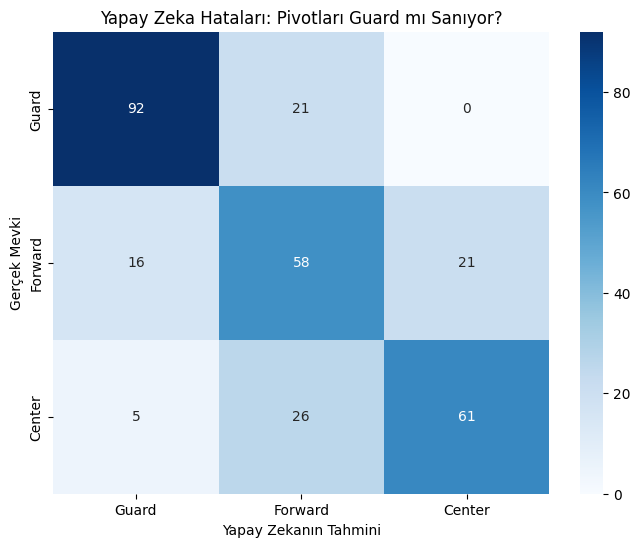 Yapay Zeka Hataları: Pivotları Guard mı Sanıyor?
Gerçek Mevki
Guard
92 21 0
Forward
16 58 21
Center
5 26 61
Guard Forward Center
Yapay Zekanın Tahmini
80
60
40
20
0